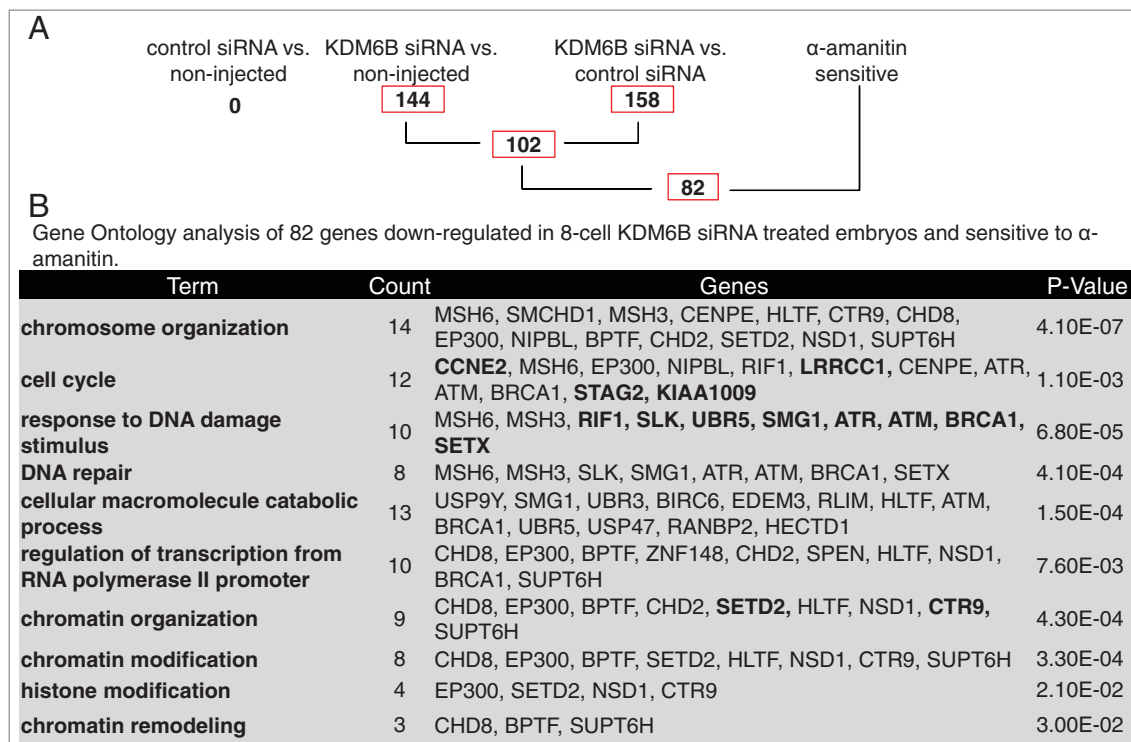 A
control siRNA vs. KDM6B siRNA vs. KDM6B siRNA vs. α-amanitin
non-injected non-injected control siRNA sensitive
0 144 158
102
82
B
Gene Ontology analysis of 82 genes down-regulated in 8-cell KDM6B siRNA treated embryos and sensitive to α-
amanitin.
Term Count Genes P-Value
chromosome organization 14 MSH6, SMCHD1, MSH3, CENPE, HLTF, CTR9, CHD8, 4.10E-07
EP300, NIPBL, BPTF, CHD2, SETD2, NSD1, SUPT6H
cell cycle 12 CCNE2, MSH6, EP300, NIPBL, RIF1, LRRCC1, CENPE, ATR, 1.10E-03
ATM, BRCA1, STAG2, KIAA1009
response to DNA damage 10 MSH6, MSH3, RIF1, SLK, UBR5, SMG1, ATR, ATM, BRCA1, 6.80E-05
stimulus SETX
DNA repair 8 MSH6, MSH3, SLK, SMG1, ATR, ATM, BRCA1, SETX 4.10E-04
cellular macromolecule catabolic 13 USP9Y, SMG1, UBR3, BIRC6, EDEM3, RLIM, HLTF, ATM, 1.50E-04
process BRCA1, UBR5, USP47, RANBP2, HECTD1
regulation of transcription from 10 CHD8, EP300, BPTF, ZNF148, CHD2, SPEN, HLTF, NSD1, 7.60E-03
RNA polymerase II promoter BRCA1, SUPT6H
chromatin organization 9 CHD8, EP300, BPTF, CHD2, SETD2, HLTF, NSD1, CTR9, 4.30E-04
SUPT6H
chromatin modification 8 CHD8, EP300, BPTF, SETD2, HLTF, NSD1, CTR9, SUPT6H 3.30E-04
histone modification 4 EP300, SETD2, NSD1, CTR9 2.10E-02
chromatin remodeling 3 CHD8, BPTF, SUPT6H 3.00E-02